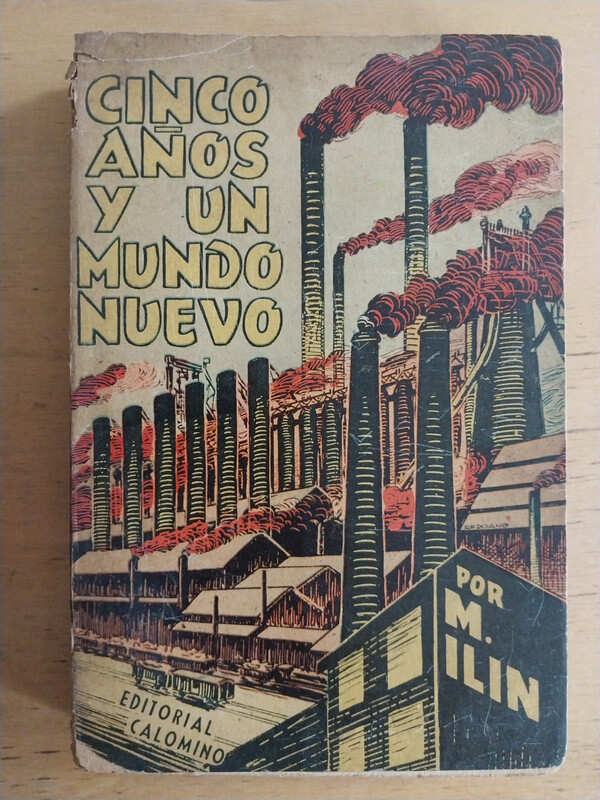 CINCO
AÑOS
Y UN
MUNDO
NUEVO
POR
M.
ILIN
EDITORIAL
CALOMINO